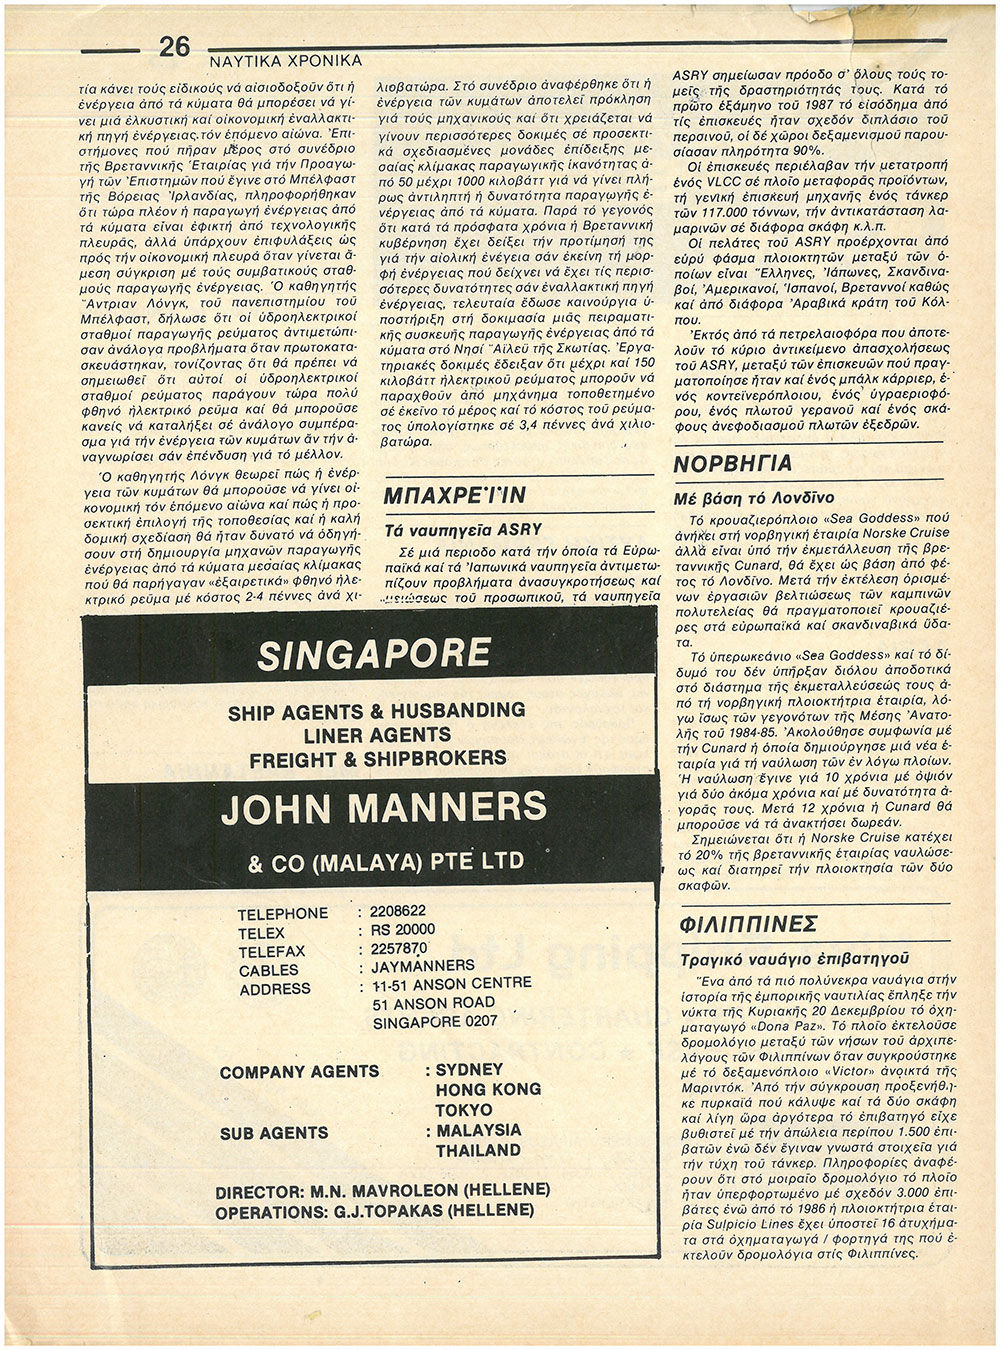 26
ΝΑΥΤΙΚΑ ΧΡΟΝΙΚΑ
τία κάνει τούς εἰδικούς νά αἰσιοδοξοῦν ὅτι ἡ
ἐνέργεια ἀπό τά κύματα θά μπορέσει νά γί-
νει μιά ἑλκυστική καί οἰκονομική ἐναλλακτι-
κή πηγή ἐνέργειας τόν ἑπόμενο αἰώνα. Ἐπι-
στήμονες πού πῆραν μέρος στό συνέδριο
τῆς Βρεταννικῆς Ἑταιρίας γιά τήν Προαγω-
γή τῶν Ἐπιστημῶν πού ἔγινε στό Μπέλφαστ
τῆς Βόρειας Ἰρλανδίας, πληροφορήθηκαν
ὅτι τώρα πλέον ἡ παραγωγή ἐνέργειας ἀπό
τά κύματα εἶναι ἐφικτή ἀπό τεχνολογικῆς
πλευρᾶς, ἀλλά ὑπάρχουν ἐπιφυλάξεις ὡς
πρός τήν οἰκονομική πλευρά ὅταν γίνεται ἄ-
μεση σύγκριση μέ τούς συμβατικούς σταθ-
μούς παραγωγῆς ἐνέργειας. Ὁ καθηγητής
Ἄντριαν Λόνγκ, τοῦ πανεπιστημίου τοῦ
Μπέλφαστ, δήλωσε ὅτι οἱ ὑδροηλεκτρικοί
σταθμοί παραγωγῆς ρεύματος ἀντιμετώπι-
σαν ἀνάλογα προβλήματα ὅταν πρωτοκατα-
σκευάστηκαν, τονίζοντας ὅτι θά πρέπει νά
σημειωθεῖ ὅτι αὐτοί οἱ ὑδροηλεκτρικοί
σταθμοί ρεύματος παράγουν τώρα πολύ
φθηνό ἠλεκτρικό ρεῦμα καί θά μποροῦσε
κανείς νά καταλήξει σέ ἀνάλογο συμπέρα-
σμα γιά τήν ἐνέργεια τῶν κυμάτων ἄν τήν ἀ-
ναγνωρίσει σάν ἐπένδυση γιά τό μέλλον.
Ὁ καθηγητής Λόνγκ θεωρεῖ πώς ἡ ἐνέρ-
γεια τῶν κυμάτων θά μποροῦσε νά γίνει οἰ-
κονομική τόν ἑπόμενο αἰώνα καί πώς ἡ προ-
σεκτική ἐπιλογή τῆς τοποθεσίας καί ἡ καλή
δομική σχεδίαση θά ἦταν δυνατό νά ὁδηγή-
σουν στή δημιουργία μηχανῶν παραγωγῆς
ἐνέργειας ἀπό τά κύματα μεσαίας κλίμακας
πού θά παρήγαγαν «ἐξαιρετικά» φθηνό ἠλε-
κτρικό ρεῦμα μέ κόστος 2-4 πέννες ἀνά χι-
λιοβατώρα. Στό συνέδριο ἀναφέρθηκε ὅτι ἡ
ἐνέργεια τῶν κυμάτων ἀποτελεῖ πρόκληση
γιά τούς μηχανικούς καί ὅτι χρειάζεται νά
γίνουν περισσότερες δοκιμές σέ προσεκτι-
κά σχεδιασμένες μονάδες ἐπίδειξης με-
σαίας κλίμακας παραγωγικῆς ἱκανότητας ἀ-
πό 50 μέχρι 1000 κιλοβάττ γιά νά γίνει πλή-
ρως ἀντιληπτή ἡ δυνατότητα παραγωγῆς ἐ-
νέργειας ἀπό τά κύματα. Παρά τό γεγονός
ὅτι κατά τά πρόσφατα χρόνια ἡ Βρεταννική
κυβέρνηση ἔχει δείξει τήν προτίμησή της
γιά τήν αἰολική ἐνέγεια σάν ἐκείνη τή μορ-
φή ἐνέργειας πού δείχνει νά ἔχει τίς περισ-
σότερες δυνατότητες σάν ἐναλλακτική πηγή
ἐνέργειας, τελευταία ἔδωσε καινούργια ὑ-
ποστήριξη στή δοκιμασία μιᾶς πειραματι-
κῆς συσκευῆς παραγωγῆς ἐνέργειας ἀπό τά
κύματα στό Νησί Ἄϊλεϋ τῆς Σκωτίας. Ἐργα-
τηριακές δοκιμές ἔδειξαν ὅτι μέχρι καί 150
κιλοβάττ ἠλεκτρικοῦ ρεύματος μποροῦν νά
παραχθοῦν ἀπό μηχάνημα τοποθετημένο
σέ ἐκεῖνο τό μέρος καί τό κόστος τοῦ ρεύμα-
τος ὑπολογίστηκε σέ 3,4 πέννες ἀνά χιλιο-
βατώρα.
ΜΠΑΧΡΕΪ́Ν
Τά ναυπηγεῖα ASRY
Σέ μιά περιοδο κατά τήν ὁποία τά Εὐρω-
παϊκά καί τά Ἰαπωνικά ναυπηγεῖα ἀντιμετω-
πίζουν προβλήματα ἀνασυγκροτήσεως καί
μειώσεως τοῦ προσωπικοῦ, τά ναυπηγεῖα
ASRY σημείωσαν πρόοδο σ' ὅλους τούς το-
μεῖς τῆς δραστηριότητάς τους. Κατά τό
πρῶτο ἑξάμηνο τοῦ 1987 τό εἰσόδημα ἀπό
τίς ἐπισκευές ἦταν σχεδόν διπλάσιο τοῦ
περσινοῦ, οἱ δέ χῶροι δεξαμενισμοῦ παρου-
σίασαν πληρότητα 90%.
Οἱ ἐπισκευές περιέλαβαν τήν μετατροπή
ἑνός VLCC σέ πλοῖο μεταφορᾶς προϊόντων,
τή γενική ἐπισκευή μηχανῆς ἑνός τάνκερ
τῶν 117.000 τόννων, τήν ἀντικατάσταση λα-
μαρινῶν σέ διάφορα σκάφη κ.λ.π.
Οἱ πελάτες τοῦ ASRY προέρχονται ἀπό
εὐρύ φάσμα πλοιοκτητῶν μεταξύ τῶν ὁ-
ποίων εἶναι Ἕλληνες, Ἰάπωνες, Σκανδινα-
βοί, Ἀμερικανοί, Ἱσπανοί, Βρεταννοί καθώς
καί ἀπό διάφορα Ἀραβικά κράτη τοῦ Κόλ-
που.
Ἐκτός ἀπό τά πετρελαιοφόρα που ἀποτε-
λοῦν τό κύριο ἀντικείμενο ἀπασχολήσεως
τοῦ ASRY, μεταξύ τῶν ἐπισκευῶν πού πραγ-
ματοποίησε ἦταν καί ἑνός μπάλκ κάρριερ, ἑ-
νός κοντεϊνερόπλοιου, ἑνός ὑγραεριοφό-
ρου, ἑνός πλωτοῦ γερανοῦ καί ἑνός σκά-
φους ἀνεφοδιασμοῦ πλωτῶν ἐξεδρῶν.
ΝΟΡΒΗΓΙΑ
Μέ βάση τό Λονδῖνο
Τό κρουαζιερόπλοιο «Sea Goddess» πού
ἀνήκει στή νορβηγική ἑταιρία Norske Cruise
ἀλλά εἶναι ὑπό τήν ἐκμετάλλευση τῆς βρε-
ταννικῆς Cunard, θά ἔχει ὡς βάση ἀπό φέ-
τος τό Λονδῖνο. Μετά τήν ἐκτέλεση ὁρισμέ-
νων ἐργασιῶν βελτιώσεως τῶν καμπινῶν
πολυτελείας θά πραγματοποιεῖ κρουαζιέ-
ρες στά εὐρωπαϊκά καί σκανδιναβικά ὕδα-
τα.
Τό ὑπερωκεάνιο «Sea Goddess» καί τό δί-
δυμό του δέν ὑπῆρξαν διόλου ἀποδοτικά
στό διάστημα τῆς ἐκμεταλλεύσεώς τους ἀ-
πό τή νορβηγική πλοιοκτήτρια ἑταιρία, λό-
γω ἴσως τῶν γεγονότων τῆς Μέσης Ἀνατο-
λῆς τοῦ 1984-85. Ἀκολούθησε συμφωνία μέ
τήν Cunard ἡ ὁποία δημιούργησε μιά νέα ἑ-
ταιρία γιά τή ναύλωση τῶν ἐν λόγω πλοίων.
Ἡ ναύλωση ἔγινε γιά 10 χρόνια μέ ὀψιόν
γιά δύο ἀκόμα χρόνια καί μέ δυνατότητα ἀ-
γορᾶς τους. Μετά 12 χρόνια ἡ Cunard θά
μποροῦσε νά τά ἀνακτήσει δωρεάν.
Σημειώνεται ὅτι ἡ Norske Cruise κατέχει
τό 20% τῆς βρεταννικῆς ἑταιρίας ναυλώσε-
ως καί διατηρεῖ τήν πλοιοκτησία τῶν δύο
σκαφῶν.
ΦΙΛΙΠΠΙΝΕΣ
Τραγικό ναυάγιο ἐπιβατηγοῦ
Ἕνα ἀπό τά πιό πολύνεκρα ναυάγια στήν
ἱστορία τῆς ἐμπορικῆς ναυτιλίας ἔπληξε τήν
νύκτα τῆς Κυριακῆς 20 Δεκεμβρίου τό ὀχη-
ματαγωγό «Dona Paz». Τό πλοῖο ἐκτελοῦσε
δρομολόγιο μεταξύ τῶν νήσων τοῦ ἀρχιπε-
λάγους τῶν Φιλιππίνων ὅταν συγκρούστηκε
μέ τό δεξαμενόπλοιο «Victor» ἀνοικτά τῆς
Μαριντόκ. Ἀπό τήν σύγκρουση προξενήθη-
κε πυρκαϊά πού κάλυψε καί τά δύο σκάφη
καί λίγη ὥρα ἀργότερα τό ἐπιβατηγό εἶχε
βυθιστεῖ μέ τήν ἀπώλεια περίπου 1.500 ἐπι-
βατῶν ἐνῶ δέν ἔγιναν γνωστά στοιχεῖα γιά
τήν τύχη τοῦ τάνκερ. Πληροφορίες ἀναφέ-
ρουν ὅτι στό μοιραῖο δρομολόγιο τό πλοῖο
ἦταν ὑπερφορτωμένο μέ σχεδόν 3.000 ἐπι-
βάτες ἐνῶ ἀπό τό 1986 ἡ πλοιοκτήτρια ἑται-
ρία Sulpicio Lines ἔχει ὑποστεῖ 16 ἀτυχήμα-
τα στά ὀχηματαγωγά / φορτηγά της πού ἐ-
κτελοῦν δρομολόγια στίς Φιλιππίνες.
SINGAPORE
SHIP AGENTS & HUSBANDING
LINER AGENTS
FREIGHT & SHIPBROKERS
JOHN MANNERS
& CO (MALAYA) PTE LTD
TELEPHONE : 2208622
TELEX : RS 20000
TELEFAX : 2257870
CABLES : JAYMANNERS
ADDRESS : 11-51 ANSON CENTRE
51 ANSON ROAD
SINGAPORE 0207
COMPANY AGENTS : SYDNEY
HONG KONG
TOKYO
SUB AGENTS : MALAYSIA
THAILAND
DIRECTOR: M.N. MAVROLEON (HELLENE)
OPERATIONS: G.J.TOPAKAS (HELLENE)